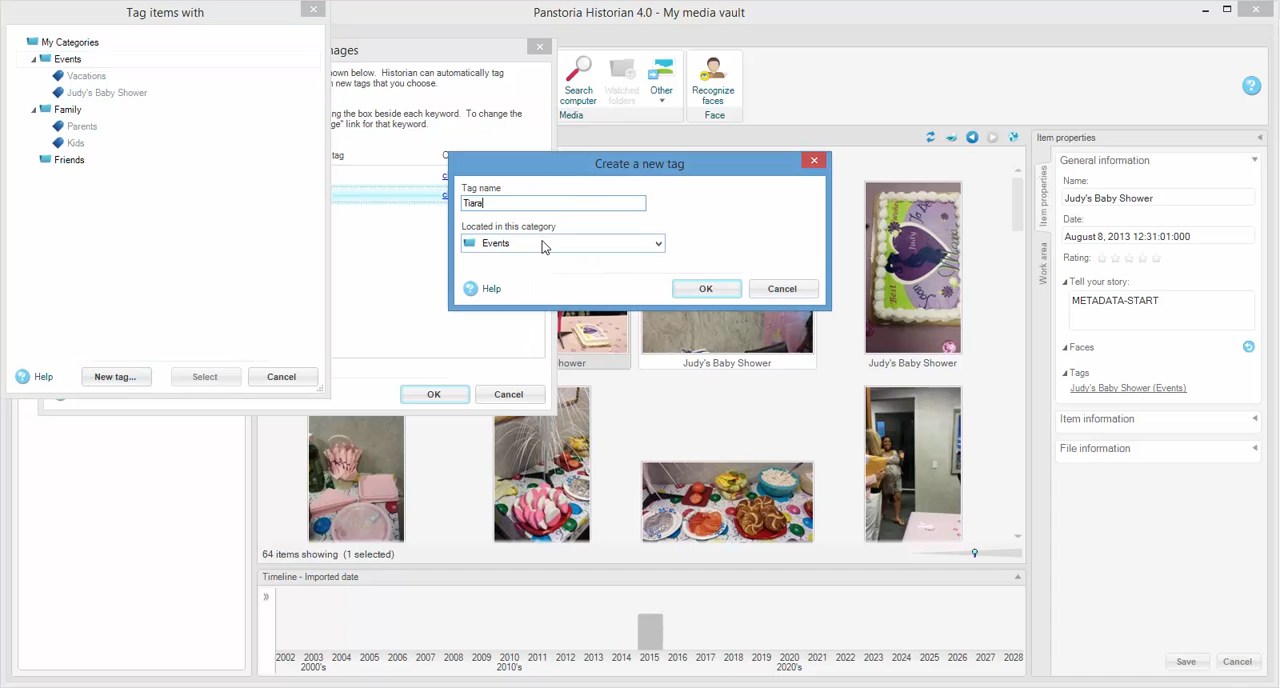 Tag items with
My Categories
Events
Vacations
Judy's Baby Shower
Family
Parents
Kids
Friends
Help
New tag...
Select
Cancel
Panstoria Historian 4.0 - My media vault
Search computer
Watched folders
Other
Media
Recognize faces
Face
mages
nown below. Historian can automatically tag
n new tags that you choose.
ng the box beside each keyword. To change the
ge" link for that keyword.
tag
OK
Cancel
Create a new tag
Tag name
Tiara
Located in this category
Events
Help
OK
Cancel
hower
Judy's Baby Shower
Judy's Baby Shower
64 items showing (1 selected)
Timeline - Imported date
2002 2003 2004 2005 2006 2007 2008 2009 2010 2011 2012 2013 2014 2015 2016 2017 2018 2019 2020 2021 2022 2023 2024 2025 2026 2027 2028
2000's 2010's 2020's
Item properties
Item properties
Work area
General information
Name:
Judy's Baby Shower
Date:
August 8, 2013 12:31:01:000
Rating:
Tell your story:
METADATA-START
Faces
Tags
Judy's Baby Shower (Events)
Item information
File information
Save
Cancel